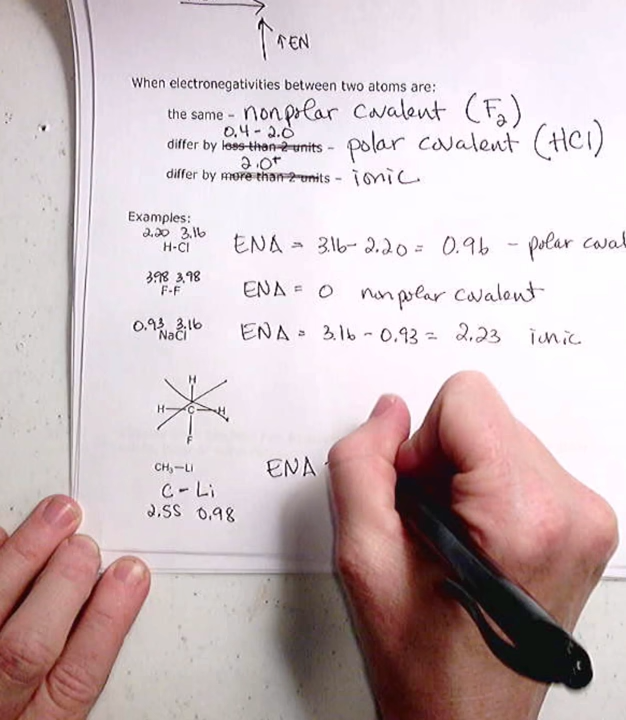 ↑EN
When electronegativities between two atoms are:
the same - nonpolar covalent (F₂)
0.4 - 2.0
differ by less than 2 units - polar covalent (HCl)
2.0+
differ by more than 2 units - ionic
Examples:
2.20 3.16
H-Cl ENΔ = 3.16 - 2.20 = 0.96 - polar coval
3.98 3.98
F-F ENΔ = 0 nonpolar covalent
0.93 3.16
NaCl ENΔ = 3.16 - 0.93 = 2.23 ionic
H
H-C-H
F
CH₃-Li ENΔ
C - Li
2.55 0.98